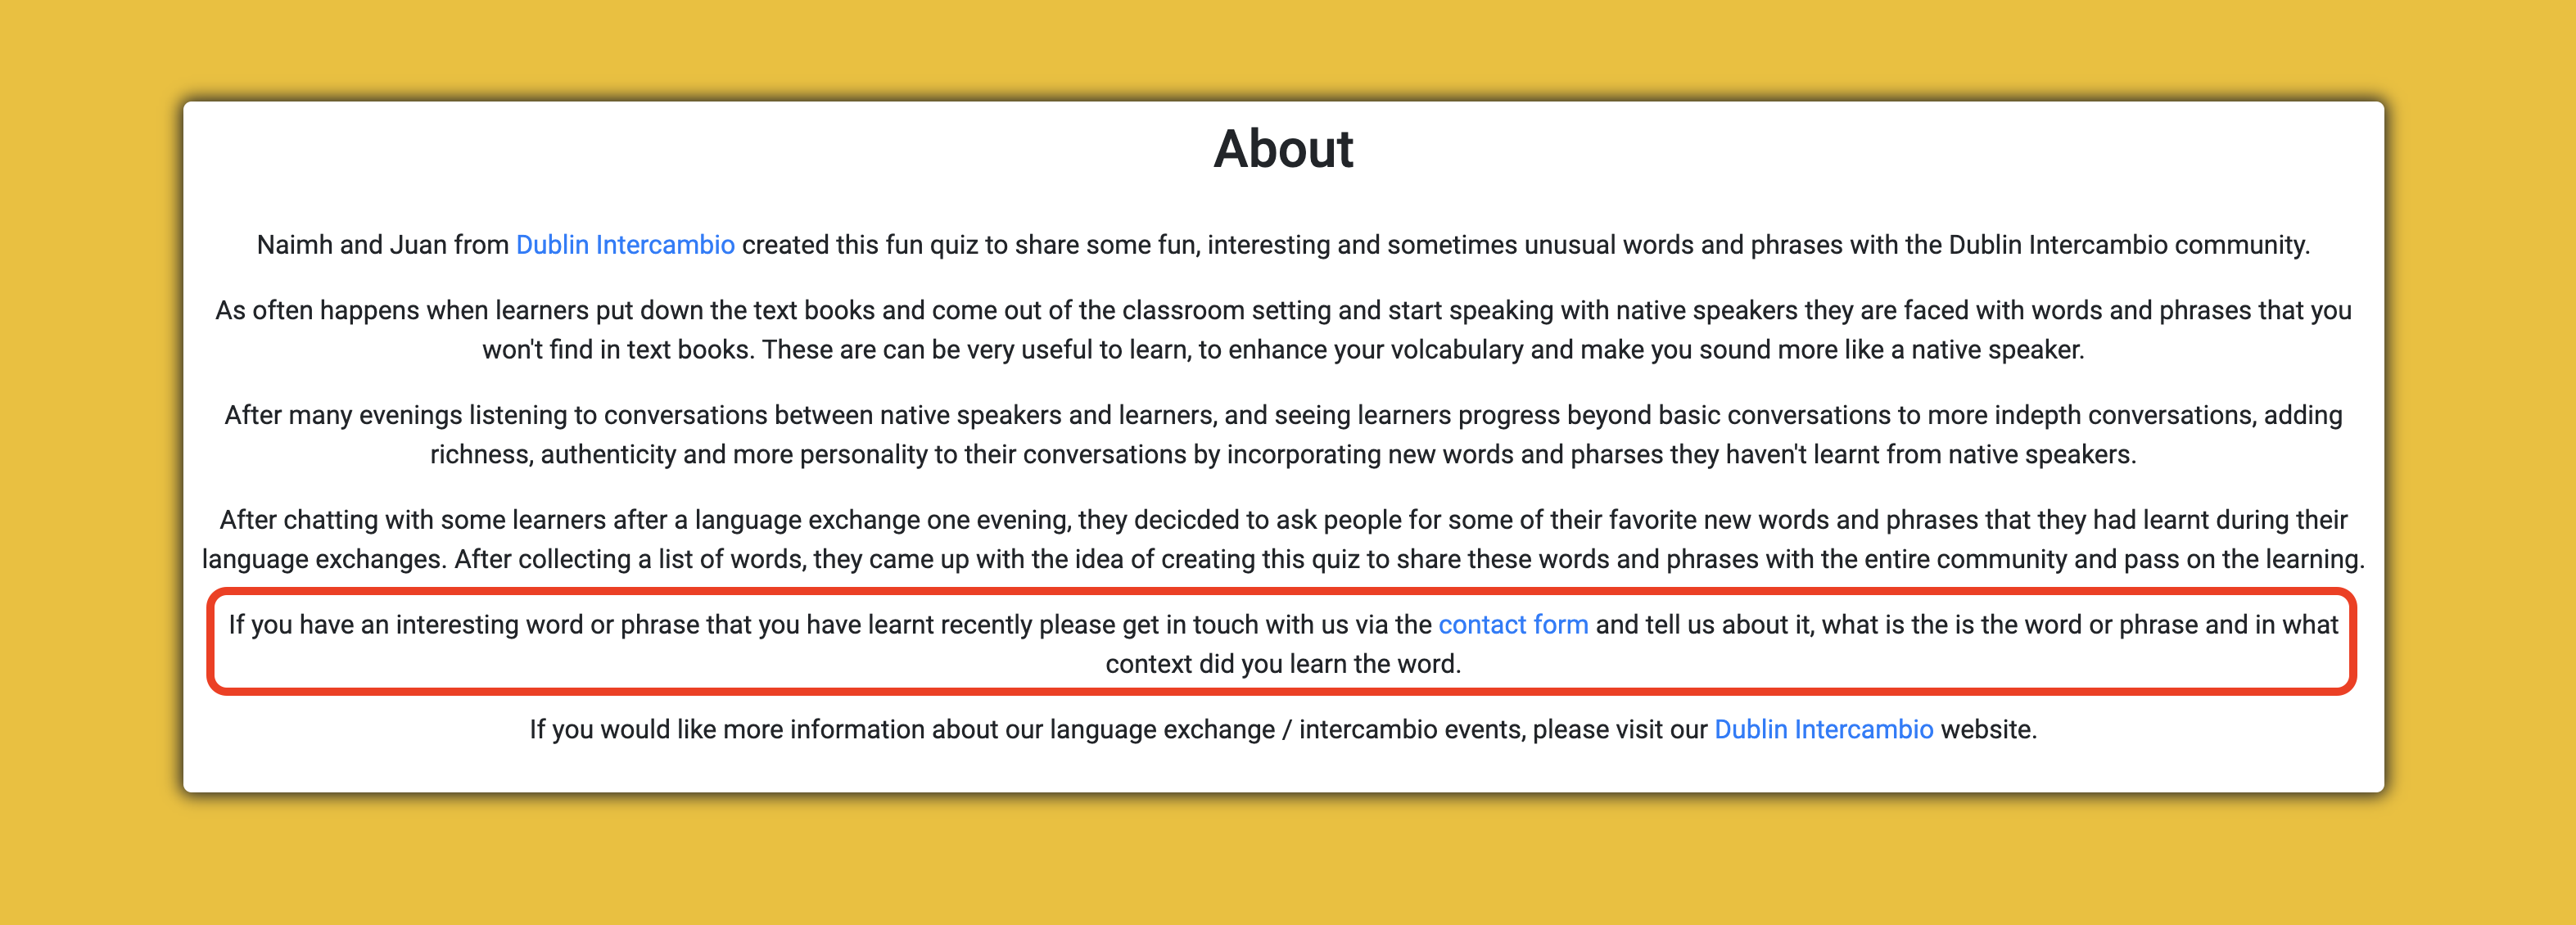 About
Naimh and Juan from Dublin Intercambio created this fun quiz to share some fun, interesting and sometimes unusual words and phrases with the Dublin Intercambio community.
As often happens when learners put down the text books and come out of the classroom setting and start speaking with native speakers they are faced with words and phrases that you
won't find in text books. These are can be very useful to learn, to enhance your volcabulary and make you sound more like a native speaker.
After many evenings listening to conversations between native speakers and learners, and seeing learners progress beyond basic conversations to more indepth conversations, adding
richness, authenticity and more personality to their conversations by incorporating new words and pharses they haven't learnt from native speakers.
After chatting with some learners after a language exchange one evening, they decicded to ask people for some of their favorite new words and phrases that they had learnt during their
language exchanges. After collecting a list of words, they came up with the idea of creating this quiz to share these words and phrases with the entire community and pass on the learning.
If you have an interesting word or phrase that you have learnt recently please get in touch with us via the contact form and tell us about it, what is the is the word or phrase and in what
context did you learn the word.
If you would like more information about our language exchange / intercambio events, please visit our Dublin Intercambio website.